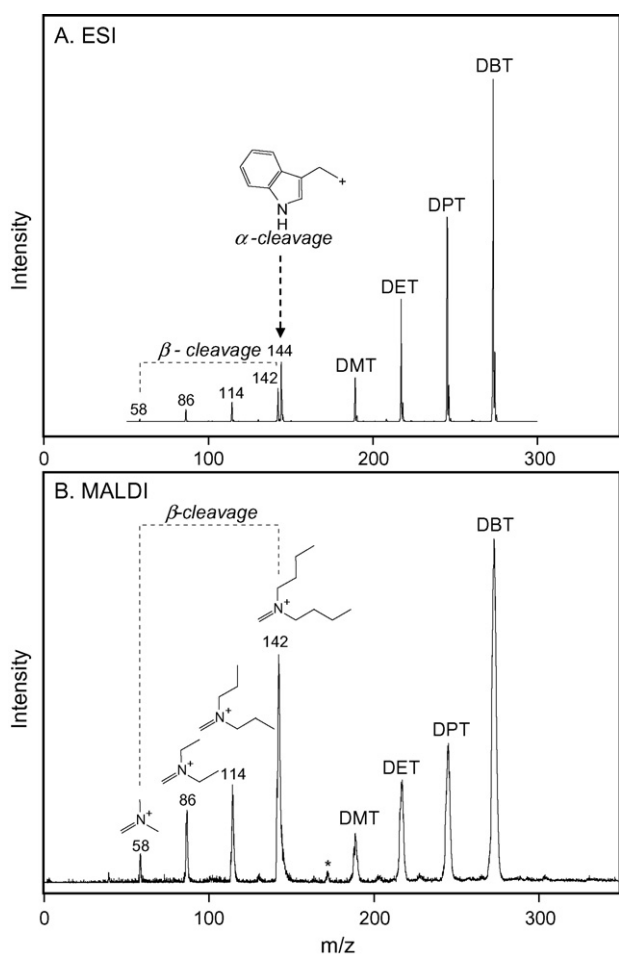 A. ESI
DBT
DPT
N
H
+
α-cleavage
DET
β - cleavage 144
142
DMT
114
86
58
Intensity
0 100 200 300
B. MALDI
β-cleavage
DBT
N
+
142
N
+
DPT
N
+
114
DET
86
N
+
DMT
58
*
Intensity
0 100 200 300
m/z